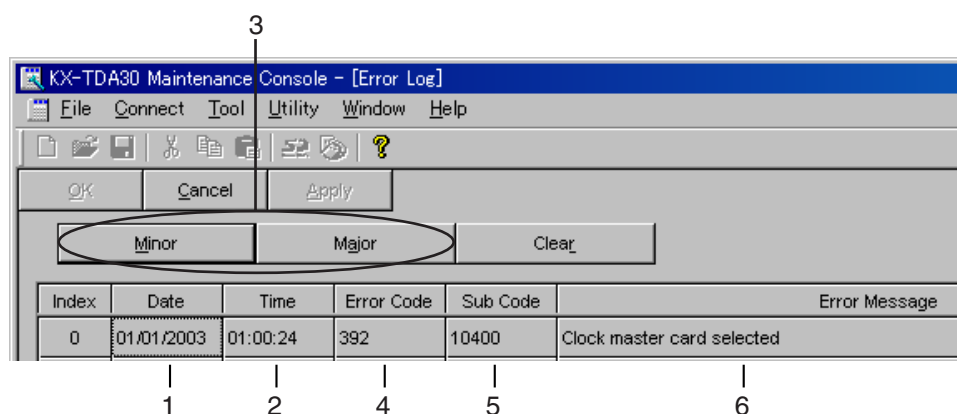 3
KX-TDA30 Maintenance Console - [Error Log]
File Connect Tool Utility Window Help
OK Cancel Apply
Minor Major Clear
Index Date Time Error Code Sub Code Error Message
0 01/01/2003 01:00:24 392 10400 Clock master card selected
1 2 4 5 6